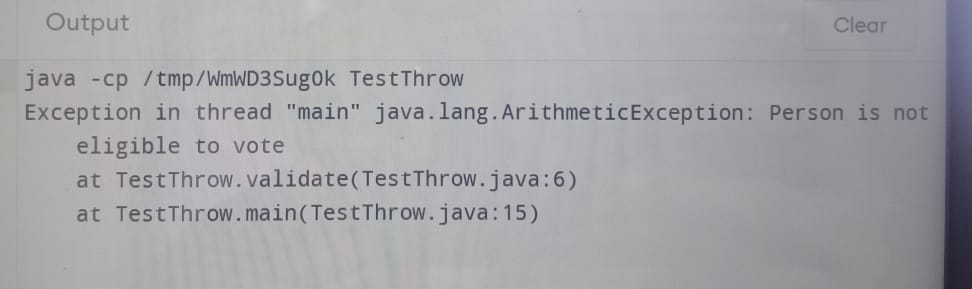 Output
Clear
java -cp /tmp/WmWD3SugOk TestThrow
Exception in thread "main" java.lang.ArithmeticException: Person is not
eligible to vote
at TestThrow.validate(TestThrow.java:6)
at TestThrow.main(TestThrow.java:15)